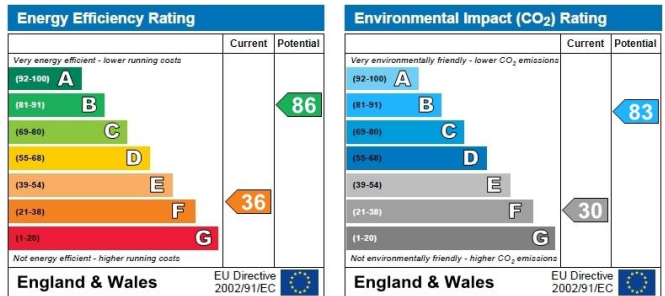 Energy Efficiency Rating
Current Potential
Very energy efficient - lower running costs
(92-100) A
(81-91) B
86
(69-80) C
(55-68) D
(39-54) E
(21-38) F
36
(1-20) G
Not energy efficient - higher running costs
England & Wales
EU Directive
2002/91/EC
Environmental Impact (CO₂) Rating
Current Potential
Very environmentally friendly - lower CO₂ emissions
(92-100) A
(81-91) B
83
(69-80) C
(55-68) D
(39-54) E
(21-38) F
30
(1-20) G
Not environmentally friendly - higher CO₂ emissions
England & Wales
EU Directive
2002/91/EC